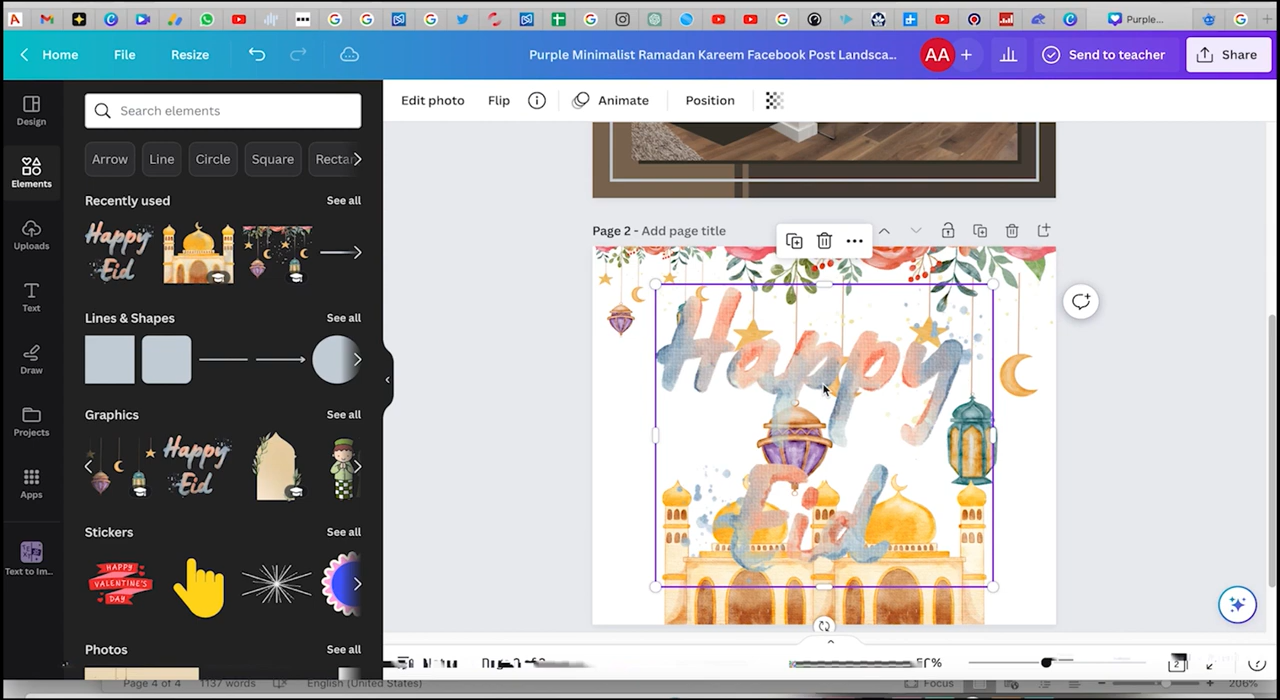 Purple...
Home File Resize
Purple Minimalist Ramadan Kareem Facebook Post Landsca...
AA
Send to teacher
Share
Edit photo Flip Animate Position
Search elements
Arrow Line Circle Square Rectan
Recently used See all
Happy
Eid
Lines & Shapes See all
Graphics See all
Happy
Eid
Stickers See all
HAPPY
VALENTINE'S
DAY
Photos See all
Design
Elements
Uploads
Text
Draw
Projects
Apps
Text to Im...
Page 2 - Add page title
Happy
Eid
2
Page 4 of 4 1137 words English (United States) Focus 206%